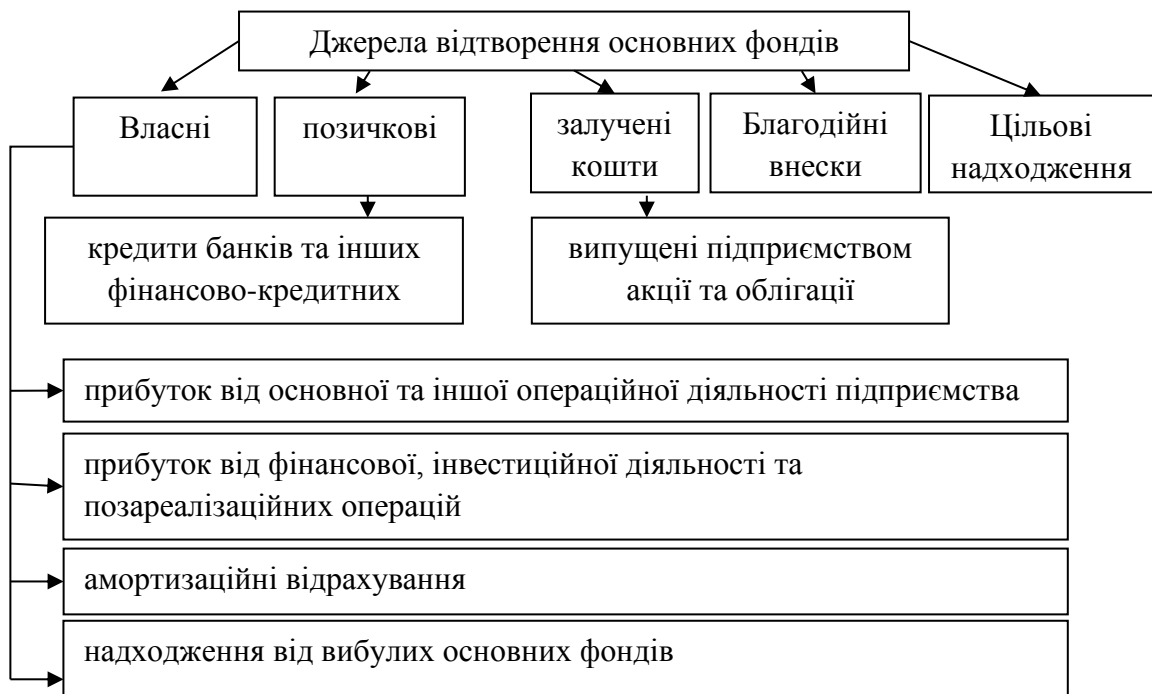 Джерела відтворення основних фондів
Власні
позичкові
залучені
кошти
Благодійні
внески
Цільові
надходження
кредити банків та інших
фінансово-кредитних
випущені підприємством
акції та облігації
прибуток від основної та іншої операційної діяльності підприємства
прибуток від фінансової, інвестиційної діяльності та
позареалізаційних операцій
амортизаційні відрахування
надходження від вибулих основних фондів